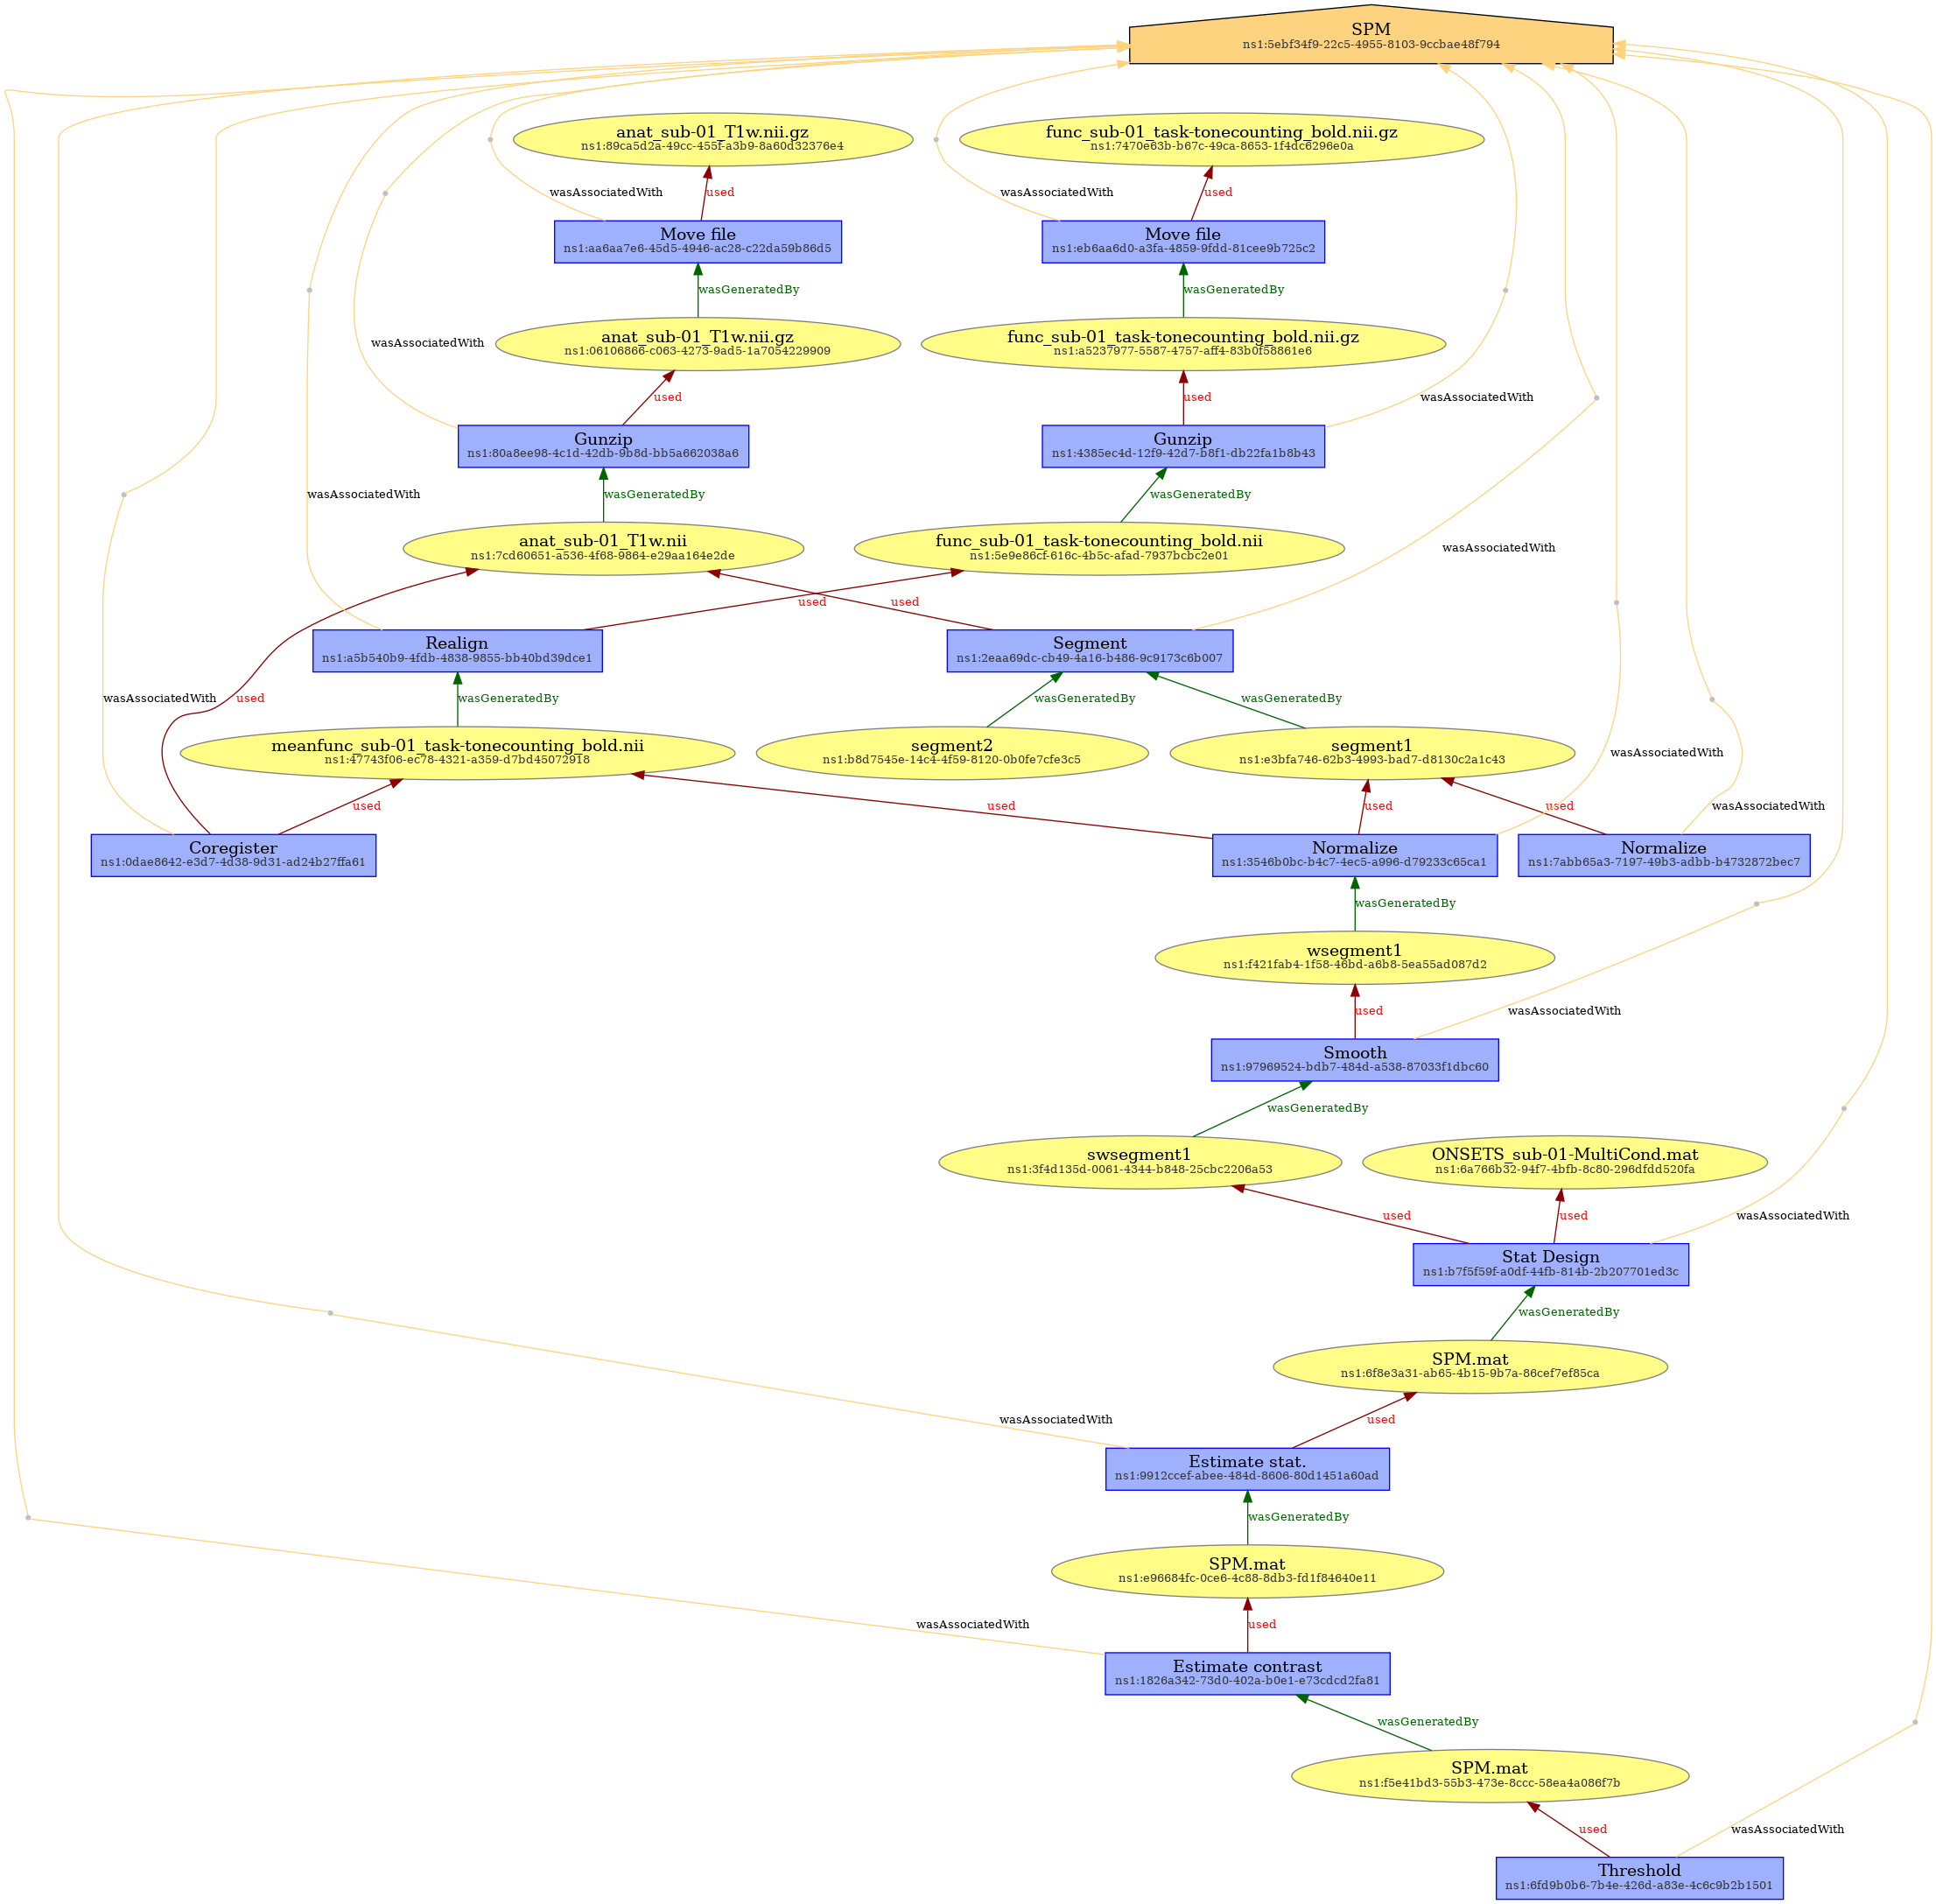 SPM
ns1:5ebf34f9-22c5-4955-8103-9ccbae48f794
anat_sub-01_T1w.nii.gz
ns1:89ca5d2a-49cc-455f-a3b9-8a60d32376e4
func_sub-01_task-tonecounting_bold.nii.gz
ns1:7470e63b-b67c-49ca-8653-1f4dc6296e0a
wasAssociatedWith
used
wasAssociatedWith
used
Move file
ns1:aa6aa7e6-45d5-4946-ac28-c22da59b86d5
Move file
ns1:eb6aa6d0-a3fa-4859-9fdd-81cee9b725c2
wasGeneratedBy
wasGeneratedBy
wasAssociatedWith
anat_sub-01_T1w.nii.gz
ns1:06106866-c063-4273-9ad5-1a7054229909
func_sub-01_task-tonecounting_bold.nii.gz
ns1:a5237977-5587-4757-aff4-83b0f58861e6
used
used
wasAssociatedWith
Gunzip
ns1:80a8ee98-4c1d-42db-9b8d-bb5a662038a6
Gunzip
ns1:4385ec4d-12f9-42d7-b8f1-db22fa1b8b43
wasAssociatedWith
wasGeneratedBy
wasGeneratedBy
anat_sub-01_T1w.nii
ns1:7cd60651-a536-4f68-9864-e29aa164e2de
func_sub-01_task-tonecounting_bold.nii
ns1:5e9e86cf-616c-4b5c-afad-7937bcbc2e01
wasAssociatedWith
used
used
Realign
ns1:a5b540b9-4fdb-4838-9855-bb40bd39dce1
Segment
ns1:2eaa69dc-cb49-4a16-b486-9c9173c6b007
wasAssociatedWith
used
wasGeneratedBy
wasGeneratedBy
wasGeneratedBy
meanfunc_sub-01_task-tonecounting_bold.nii
ns1:47743f06-ec78-4321-a359-d7bd45072918
segment2
ns1:b8d7545e-14c4-4f59-8120-0b0fe7cfe3c5
segment1
ns1:e3bfa746-62b3-4993-bad7-d8130c2a1c43
wasAssociatedWith
used
used
used
used
wasAssociatedWith
Coregister
ns1:0dae8642-e3d7-4d38-9d31-ad24b27ffa61
Normalize
ns1:3546b0bc-b4c7-4ec5-a996-d79233c65ca1
Normalize
ns1:7abb65a3-7197-49b3-adbb-b4732872bec7
wasGeneratedBy
wsegment1
ns1:f421fab4-1f58-46bd-a6b8-5ea55ad087d2
used
wasAssociatedWith
Smooth
ns1:97969524-bdb7-484d-a538-87033f1dbc60
wasGeneratedBy
swsegment1
ns1:3f4d135d-0061-4344-b848-25cbc2206a53
ONSETS_sub-01-MultiCond.mat
ns1:6a766b32-94f7-4bfb-8c80-296dfdd520fa
used
used
wasAssociatedWith
Stat Design
ns1:b7f5f59f-a0df-44fb-814b-2b207701ed3c
wasGeneratedBy
SPM.mat
ns1:6f8e3a31-ab65-4b15-9b7a-86cef7ef85ca
wasAssociatedWith
used
Estimate stat.
ns1:9912ccef-abee-484d-8606-80d1451a60ad
wasGeneratedBy
SPM.mat
ns1:e96684fc-0ce6-4c88-8db3-fd1f84640e11
wasAssociatedWith
used
Estimate contrast
ns1:1826a342-73d0-402a-b0e1-e73cdcd2fa81
wasGeneratedBy
SPM.mat
ns1:f5e41bd3-55b3-473e-8ccc-58ea4a086f7b
used
wasAssociatedWith
Threshold
ns1:6fd9b0b6-7b4e-426d-a83e-4c6c9b2b1501